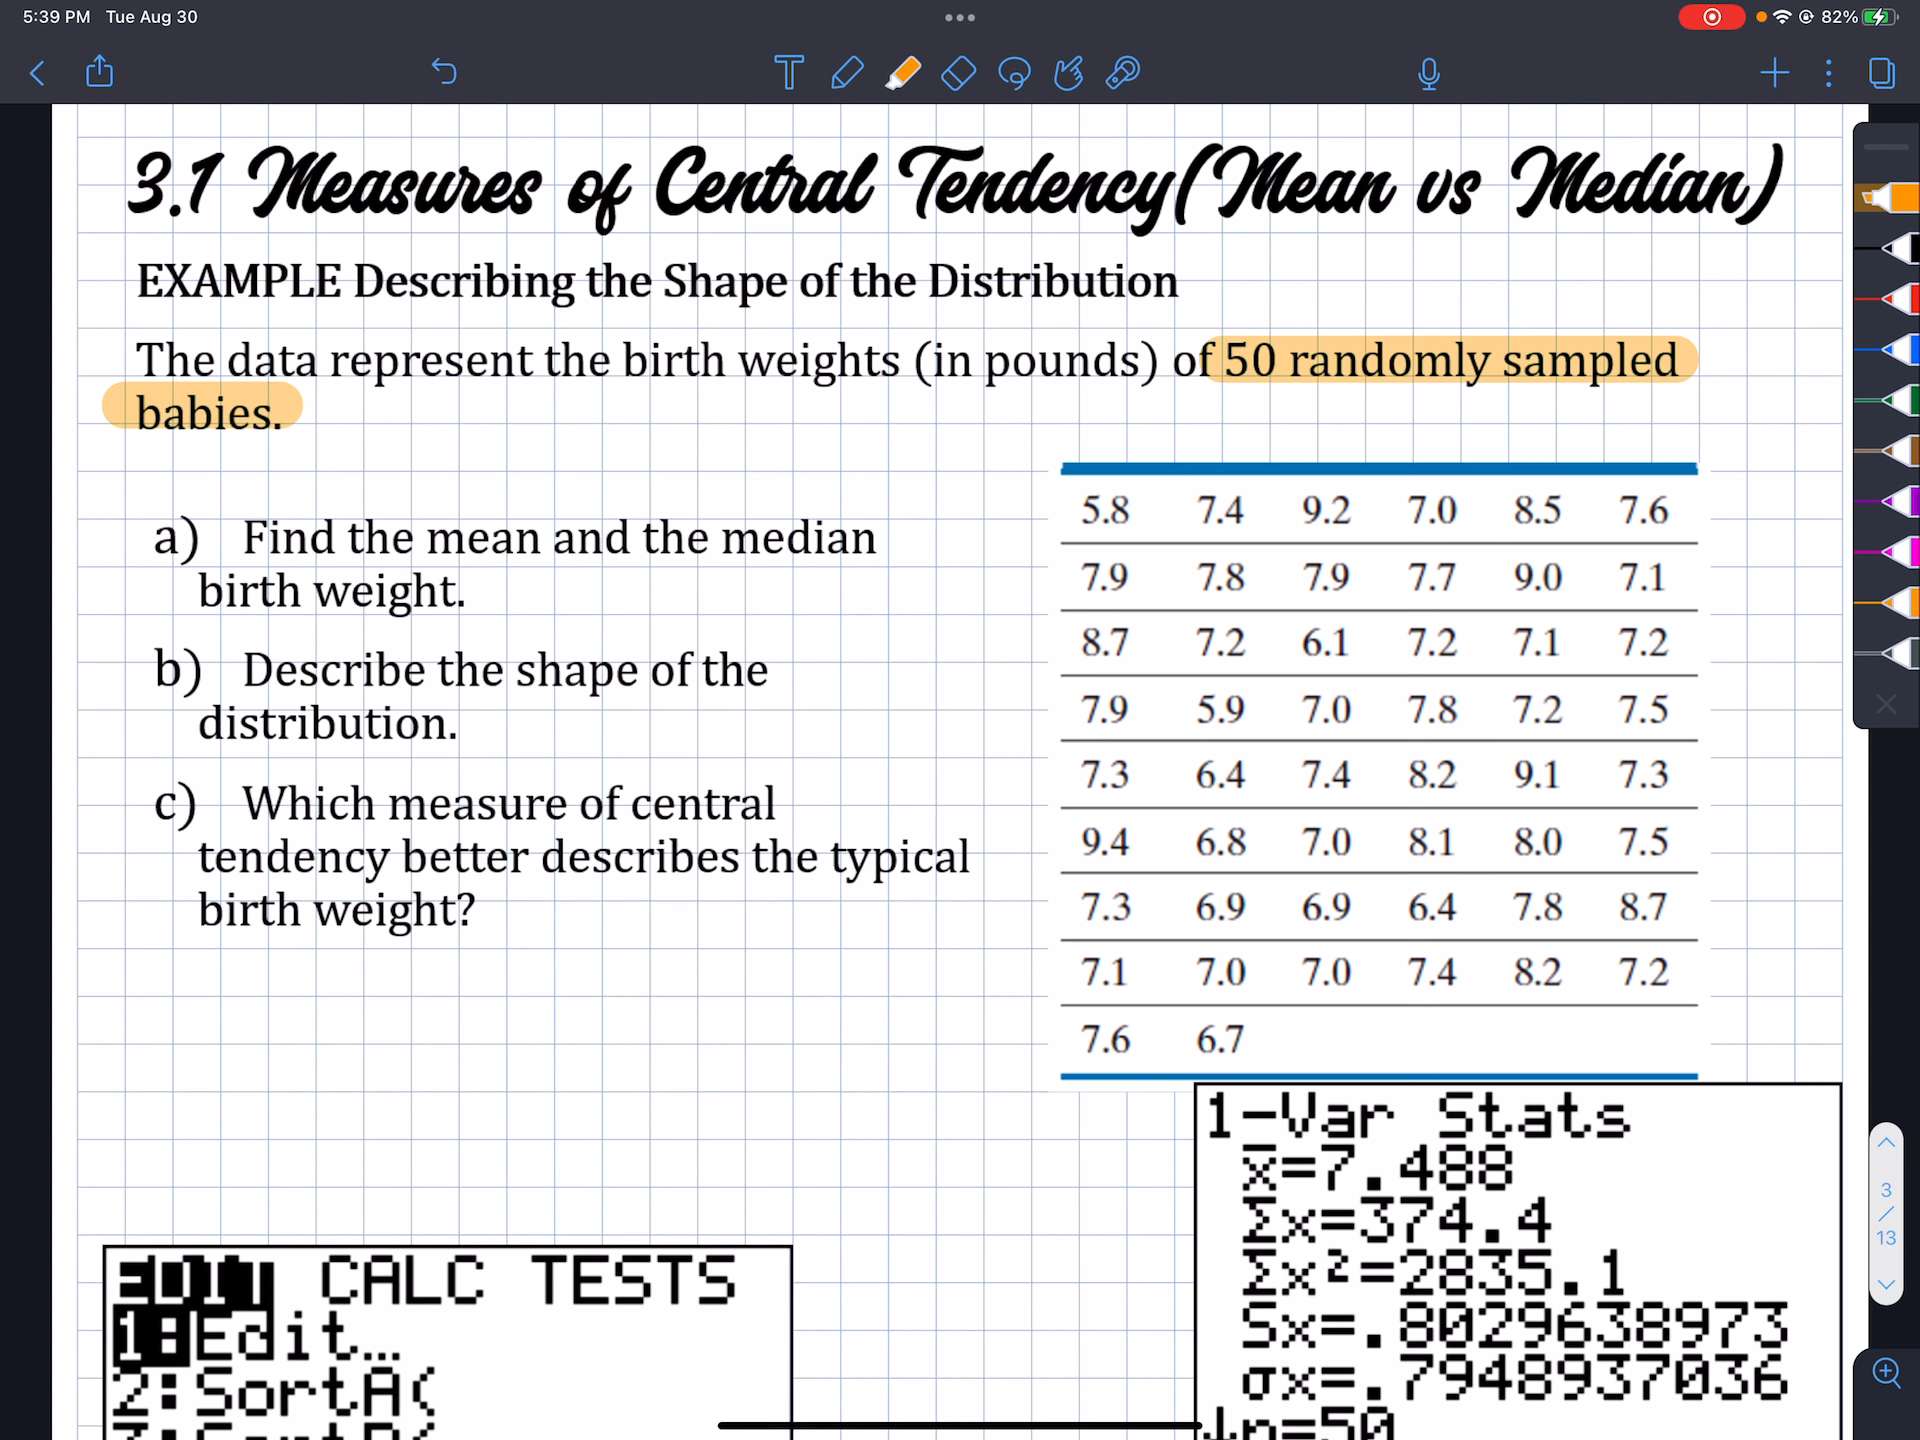 5:39 PM Tue Aug 30
82%
3.1 Measures of Central Tendency(Mean vs Median)
EXAMPLE Describing the Shape of the Distribution
The data represent the birth weights (in pounds) of 50 randomly sampled
babies.
a) Find the mean and the median
birth weight.
b) Describe the shape of the
distribution.
c) Which measure of central
tendency better describes the typical
birth weight?
5.8 7.4 9.2 7.0 8.5 7.6
7.9 7.8 7.9 7.7 9.0 7.1
8.7 7.2 6.1 7.2 7.1 7.2
7.9 5.9 7.0 7.8 7.2 7.5
7.3 6.4 7.4 8.2 9.1 7.3
9.4 6.8 7.0 8.1 8.0 7.5
7.3 6.9 6.9 6.4 7.8 8.7
7.1 7.0 7.0 7.4 8.2 7.2
7.6 6.7
1-Var Stats
x̄=7.488
Σx=374.4
Σx²=2835.1
Sx=.8029638973
σx=.7948937036
↓n=50
CALC TESTS
1:Edit…
2:SortA(
3
/
13